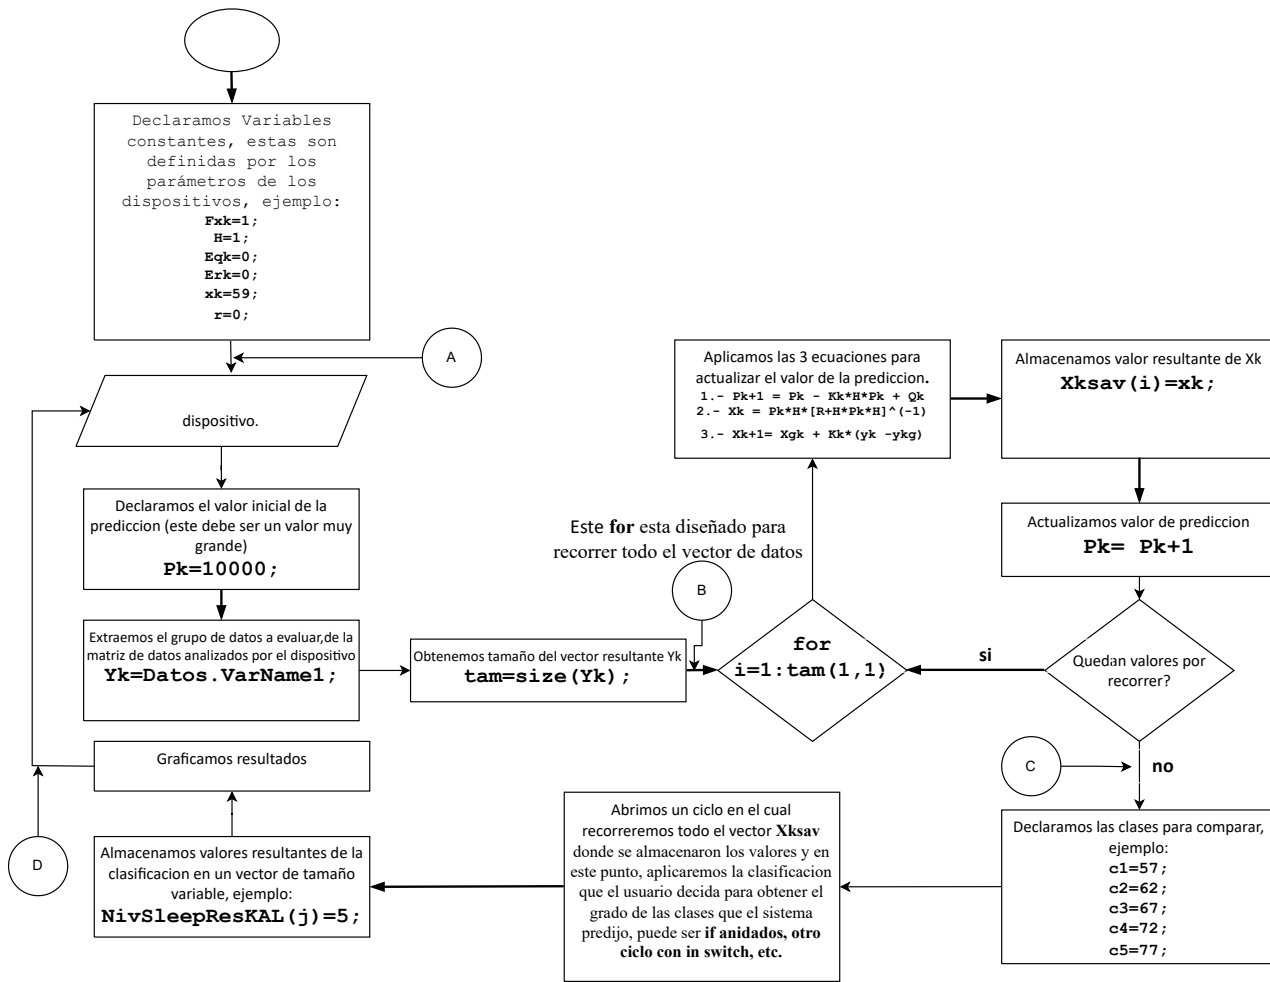 Declaramos Variables
constantes, estas son
definidas por los
parámetros de los
dispositivos, ejemplo:
Fxk=1;
H=1;
Eqk=0;
Erk=0;
xk=59;
r=0;
A
dispositivo.
Declaramos el valor inicial de la
prediccion (este debe ser un valor muy
grande)
Pk=10000;
Extraemos el grupo de datos a evaluar,de la
matriz de datos analizados por el dispositivo
Yk=Datos.VarName1;
Obtenemos tamaño del vector resultante Yk
tam=size(Yk);
Este for esta diseñado para
recorrer todo el vector de datos
B
for
i=1:tam(1,1)
Aplicamos las 3 ecuaciones para
actualizar el valor de la prediccion.
1.- Pk+1 = Pk - Kk*H*Pk + Qk
2.- Xk = Pk*H*[R+H*Pk*H]^(-1)
3.- Xk+1= Xgk + Kk*(yk -ykg)
Almacenamos valor resultante de Xk
Xksav(i)=xk;
Actualizamos valor de prediccion
Pk= Pk+1
Quedan valores por
recorrer?
si
no
C
Declaramos las clases para comparar,
ejemplo:
c1=57;
c2=62;
c3=67;
c4=72;
c5=77;
Abrimos un ciclo en el cual
recorreremos todo el vector Xksav
donde se almacenaron los valores y en
este punto, aplicaremos la clasificacion
que el usuario decida para obtener el
grado de las clases que el sistema
predijo, puede ser if anidados, otro
ciclo con in switch, etc.
Almacenamos valores resultantes de la
clasificacion en un vector de tamaño
variable, ejemplo:
NivSleepResKAL(j)=5;
Graficamos resultados
D